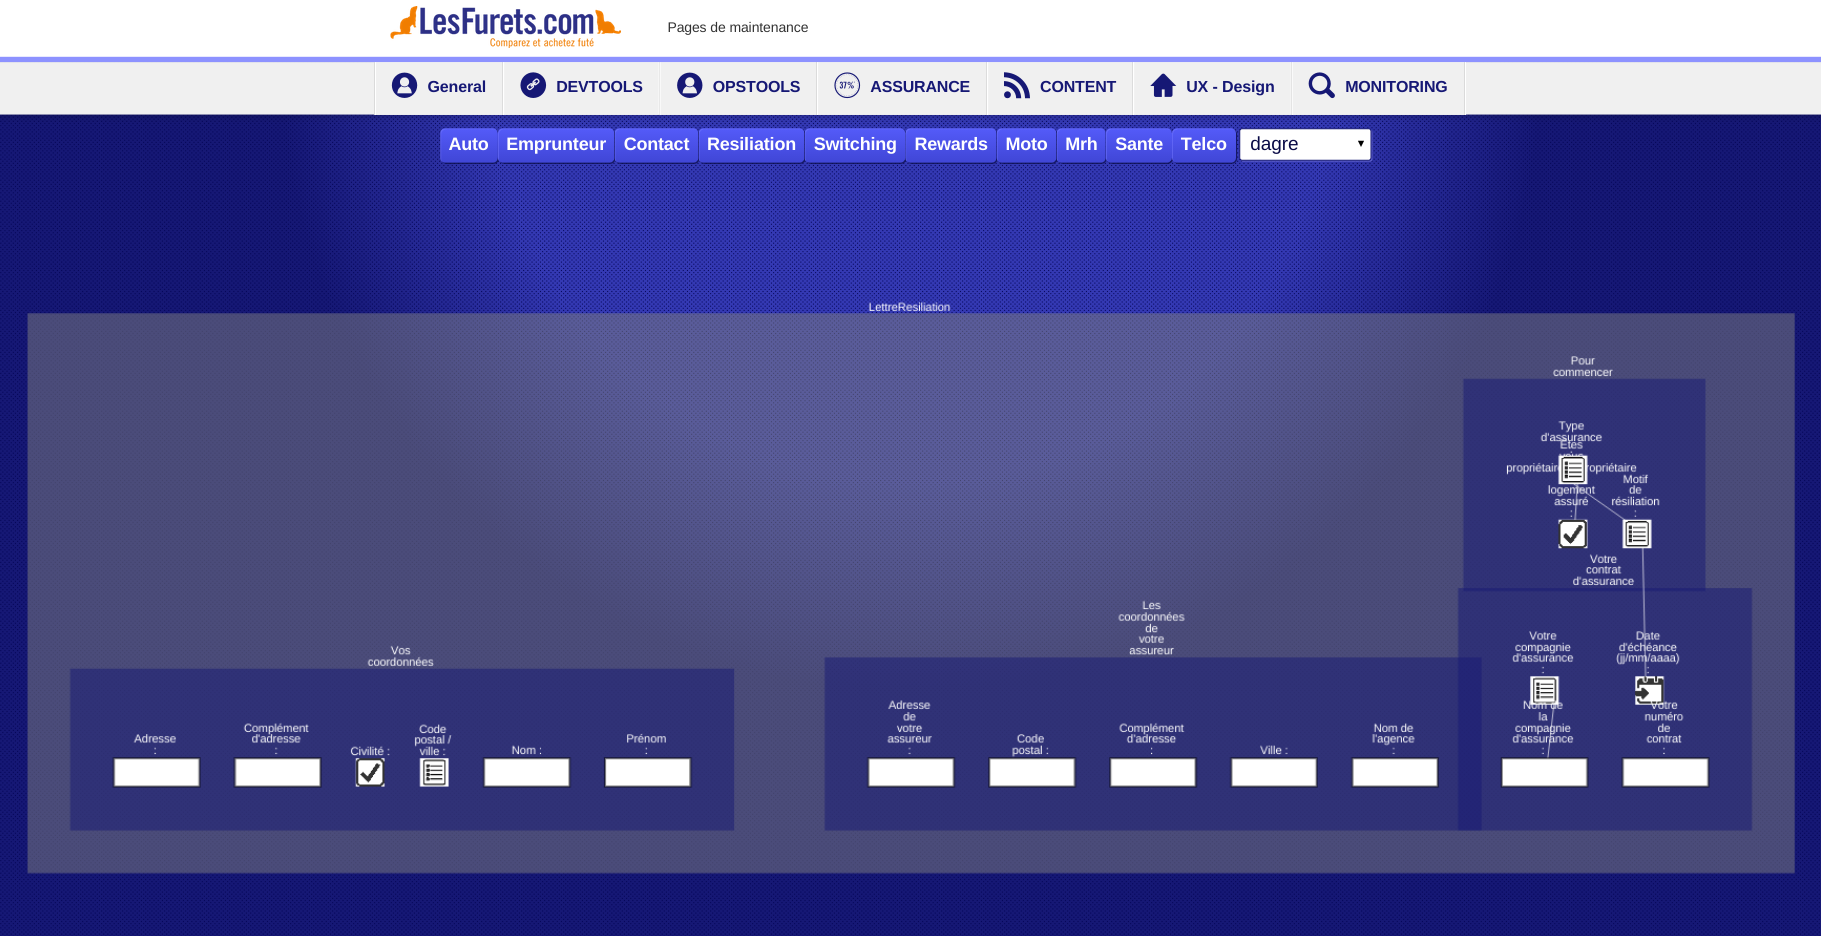 LesFurets.com
Comparez et achetez futé
Pages de maintenance
General
DEVTOOLS
OPSTOOLS
37%
ASSURANCE
CONTENT
UX - Design
MONITORING
Auto
Emprunteur
Contact
Resiliation
Switching
Rewards
Moto
Mrh
Sante
Telco
dagre
LettreResiliation
Pour
commencer
Type
d'assurance
Etes
propriétaire
logement
assuré
:
Motif
de
résiliation
:
Votre
contrat
d'assurance
Votre
compagnie
d'assurance
:
Date
d'échéance
(jj/mm/aaaa)
:
Nom de
la
compagnie
d'assurance
:
Votre
numéro
de
contrat
:
Les
coordonnées
de
votre
assureur
Adresse
de
votre
assureur
:
Code
postal :
Complément
d'adresse
:
Ville :
Nom de
l'agence
:
Vos
coordonnées
Adresse
:
Complément
d'adresse
:
Civilité :
Code
postal /
ville :
Nom :
Prénom
: